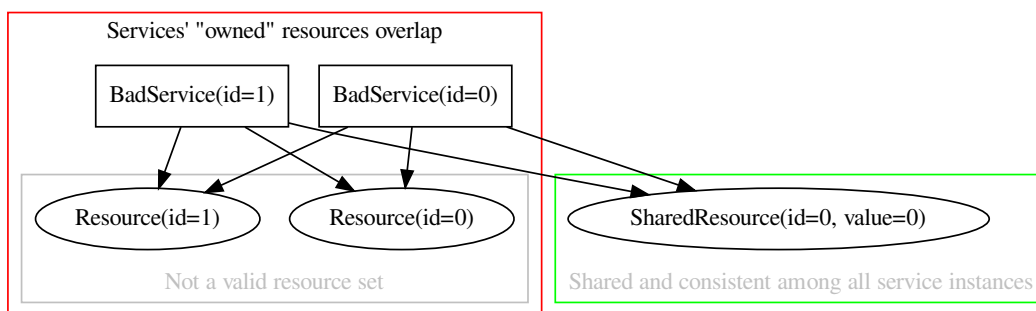 Services' "owned" resources overlap
BadService(id=1)
BadService(id=0)
Resource(id=1)
Resource(id=0)
SharedResource(id=0, value=0)
Not a valid resource set
Shared and consistent among all service instances